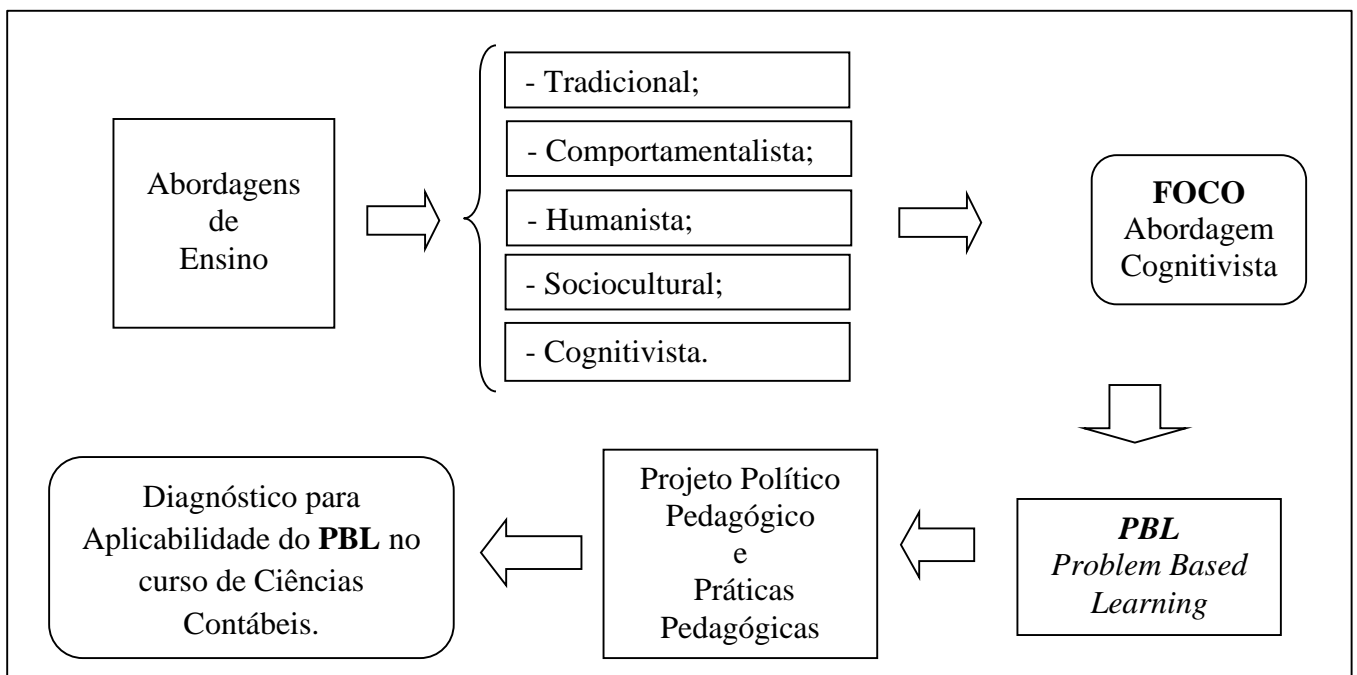 Abordagens
de
Ensino
- Tradicional;
- Comportamentalista;
- Humanista;
- Sociocultural;
- Cognitivista.
FOCO
Abordagem
Cognitivista
PBL
Problem Based
Learning
Projeto Político
Pedagógico
e
Práticas
Pedagógicas
Diagnóstico para
Aplicabilidade do PBL no
curso de Ciências
Contábeis.